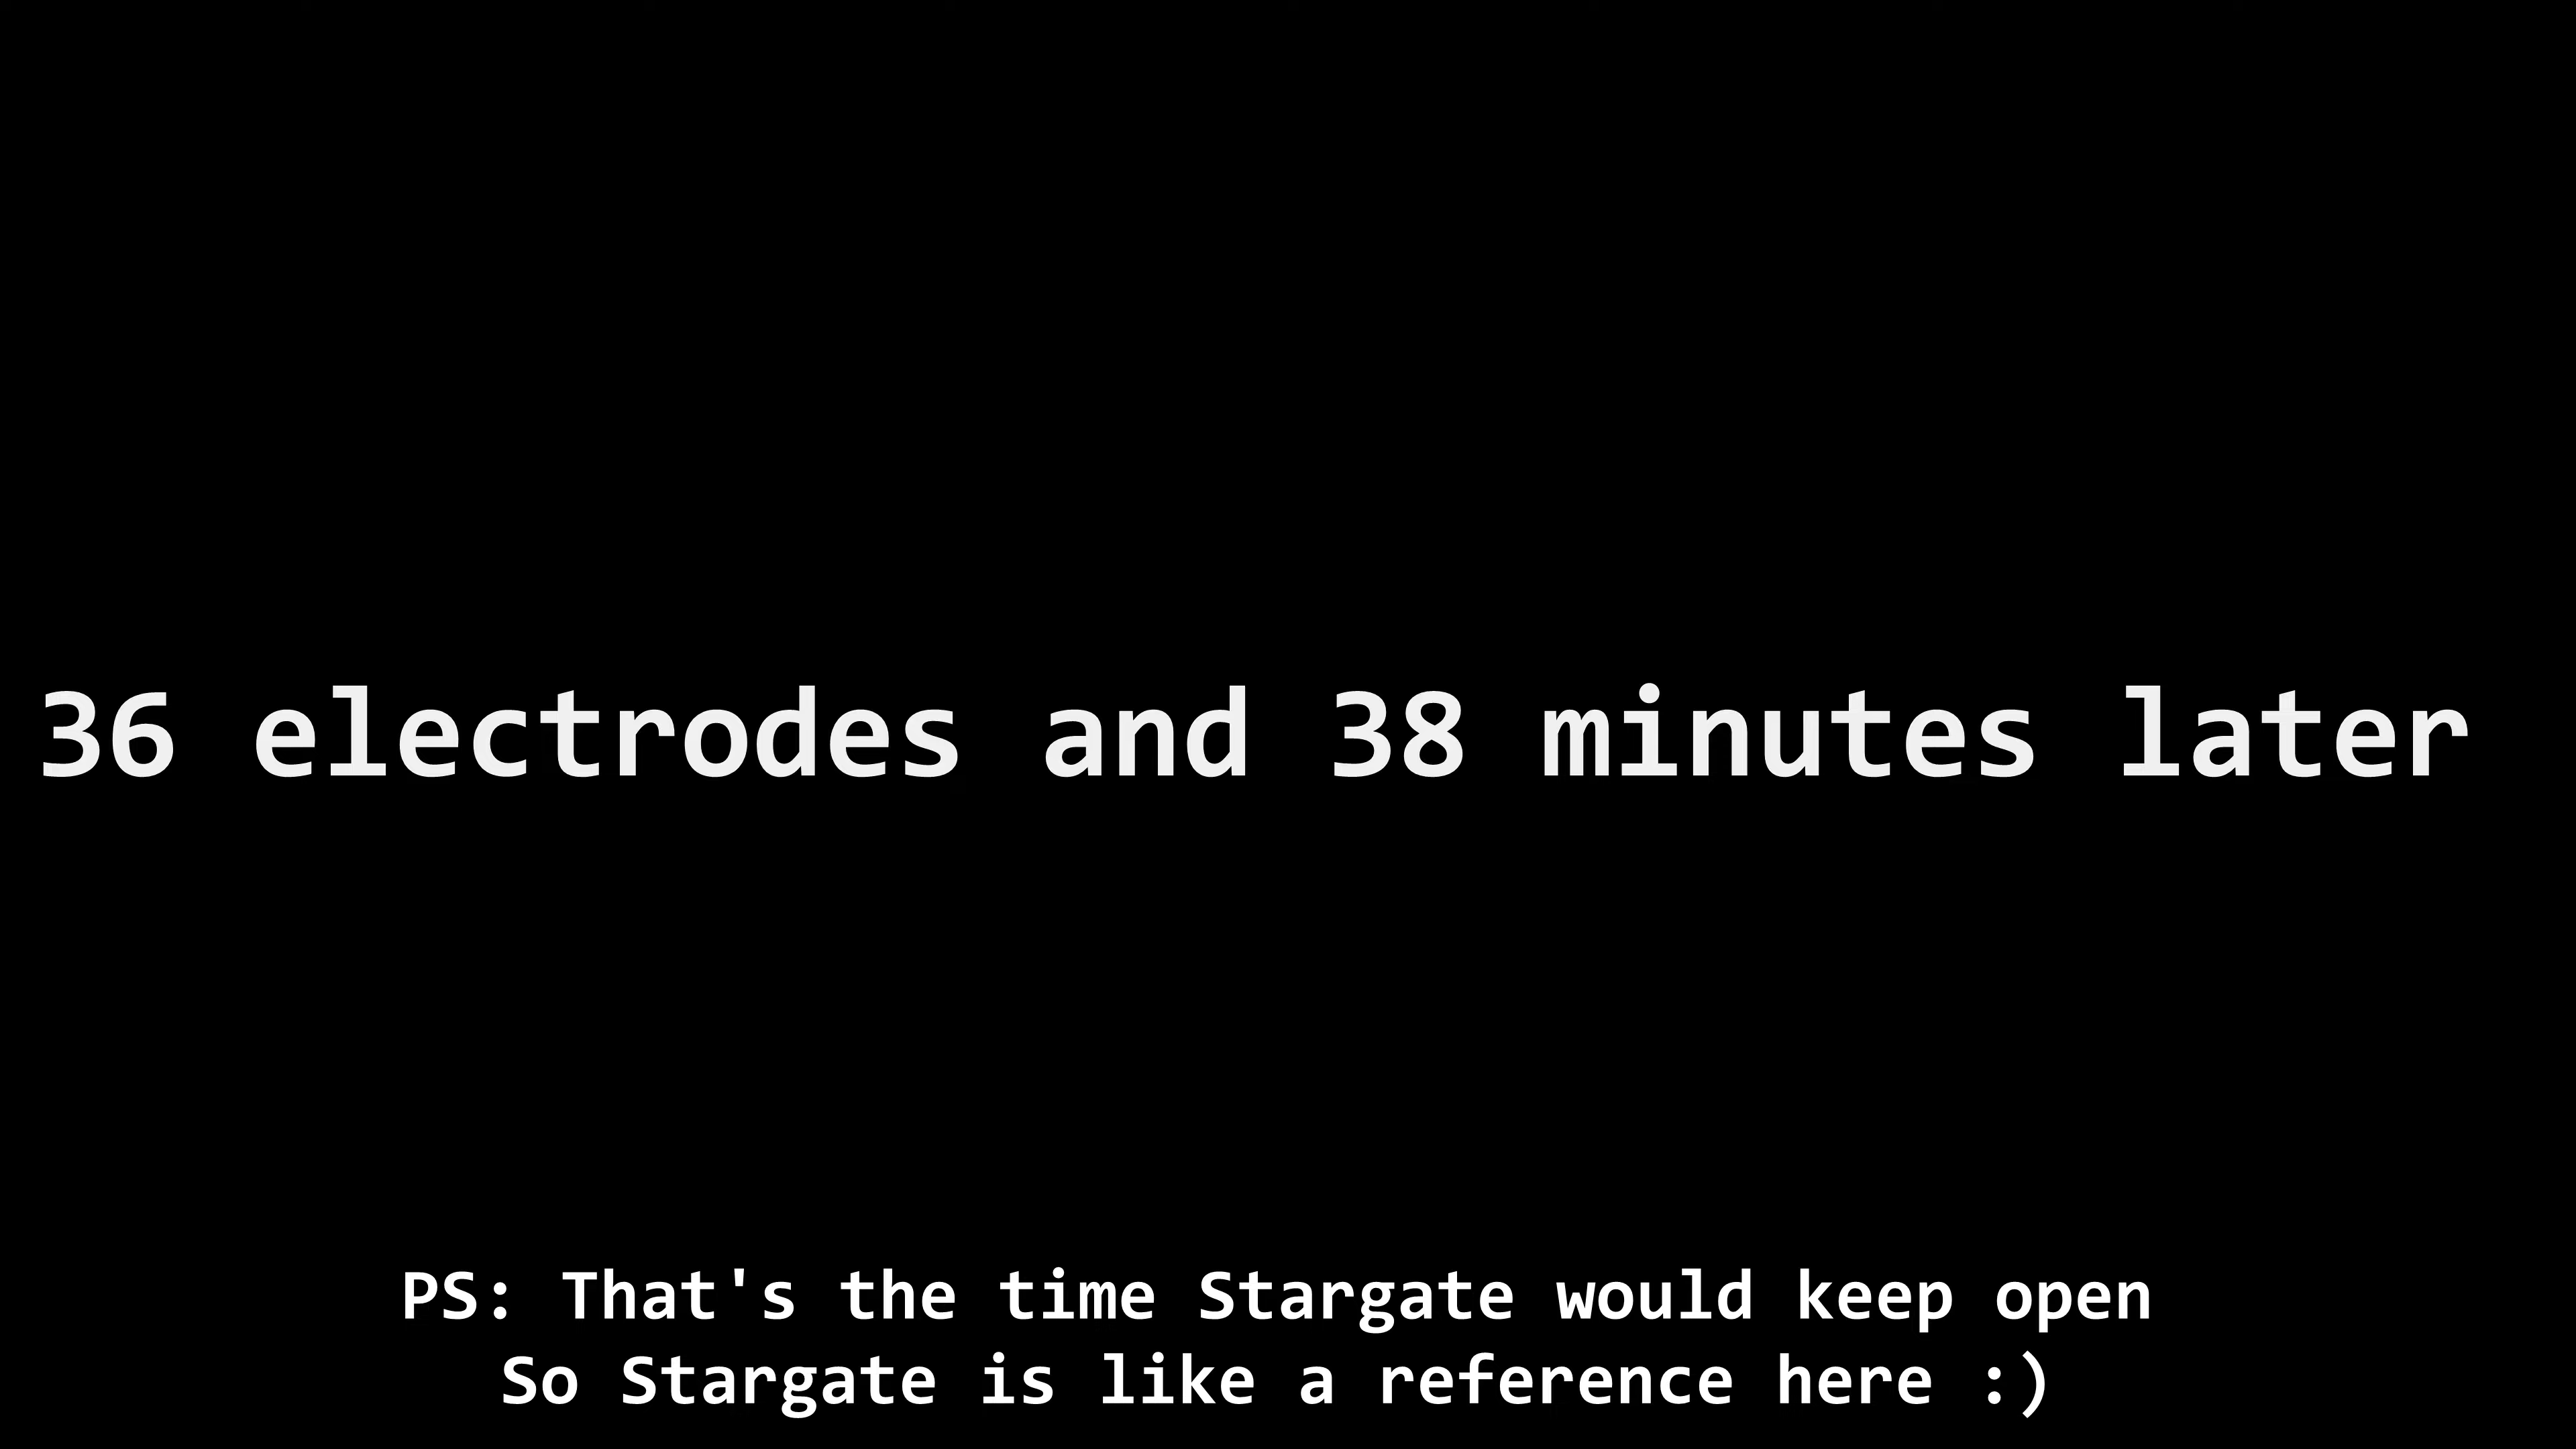 36 electrodes and 38 minutes later
PS: That's the time Stargate would keep open
So Stargate is like a reference here :)